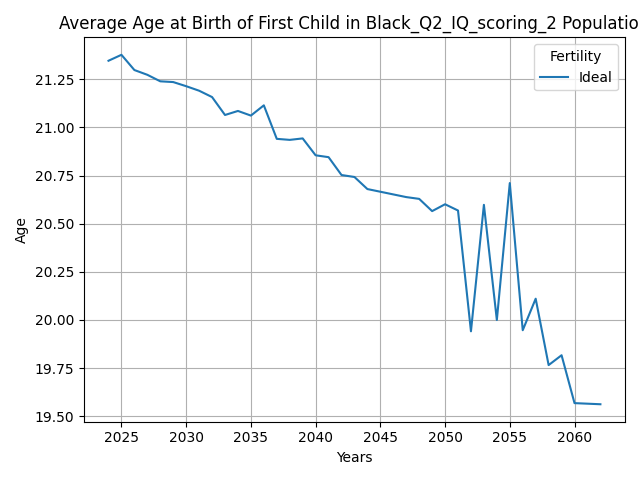 Average Age at Birth of First Child in Black_Q2_IQ_scoring_2 Populatio
Fertility
Ideal
Age
21.25
21.00
20.75
20.50
20.25
20.00
19.75
19.50
2025 2030 2035 2040 2045 2050 2055 2060
Years